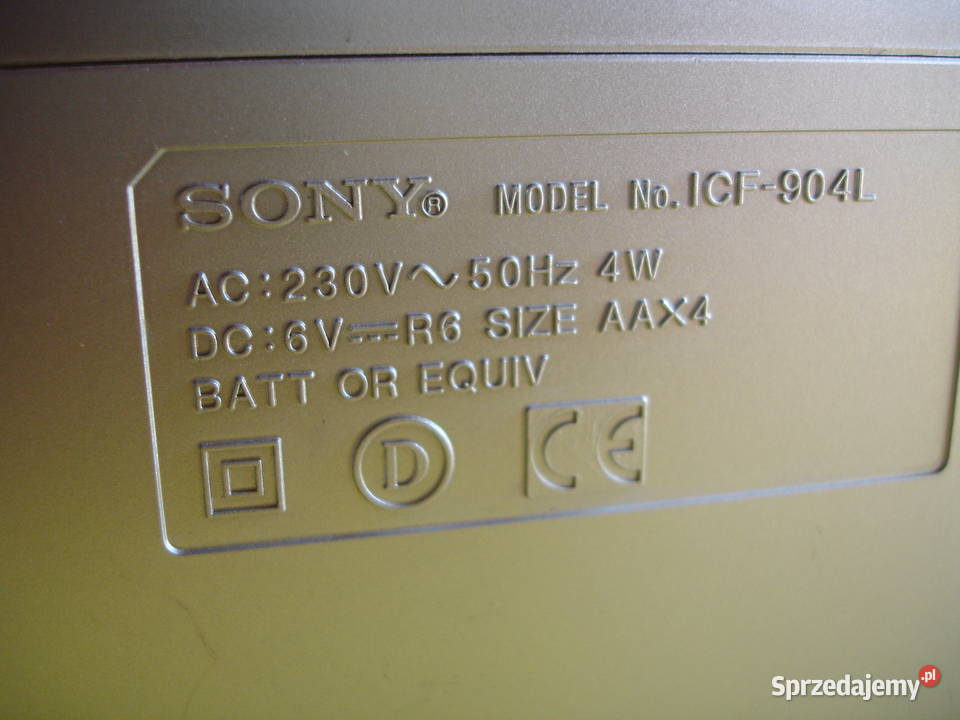 SONY® MODEL No. ICF-904L
AC:230V~50Hz 4W
DC:6V⎓R6 SIZE AAX4
BATT OR EQUIV
D CE
Sprzedajemy.pl